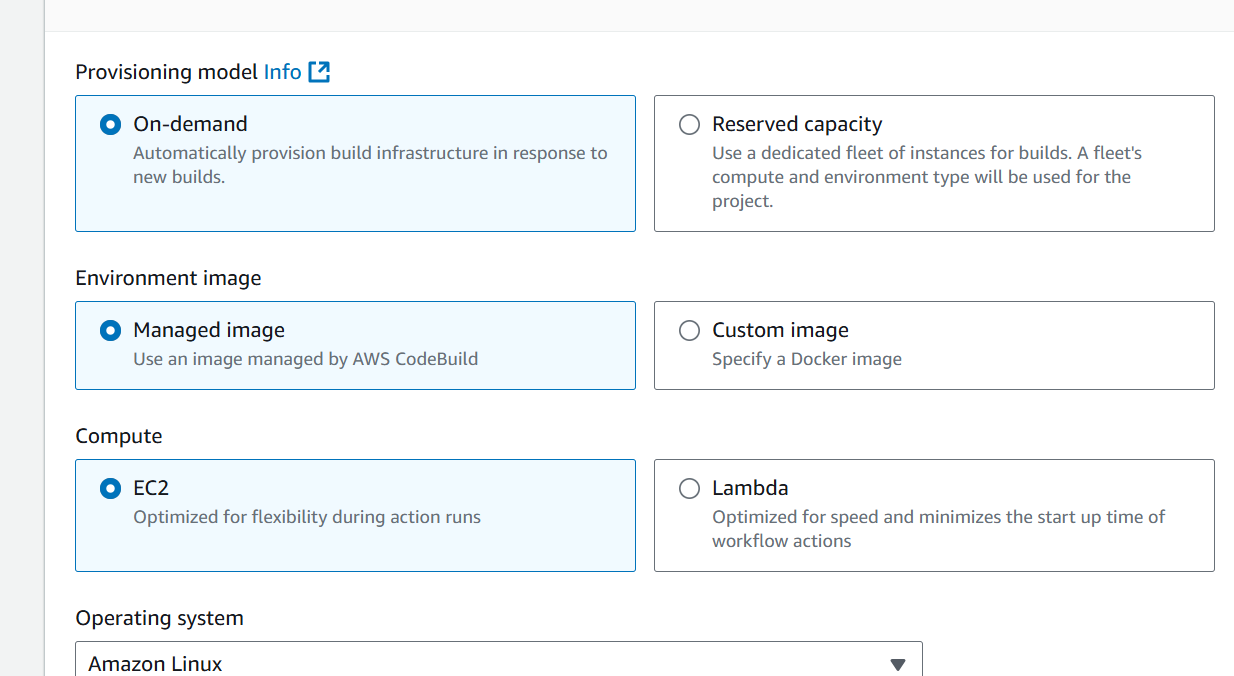 Provisioning model Info
On-demand
Automatically provision build infrastructure in response to
new builds.
Reserved capacity
Use a dedicated fleet of instances for builds. A fleet's
compute and environment type will be used for the
project.
Environment image
Managed image
Use an image managed by AWS CodeBuild
Custom image
Specify a Docker image
Compute
EC2
Optimized for flexibility during action runs
Lambda
Optimized for speed and minimizes the start up time of
workflow actions
Operating system
Amazon Linux